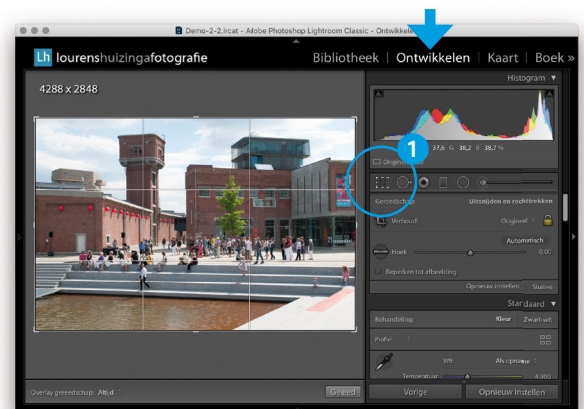 Demo-2-2.lrcat - Adobe Photoshop Lightroom Classic - Ontwikkelen
Lh lourenshuizingafotografie
Bibliotheek | Ontwikkelen | Kaart | Boek »
4288 x 2848
Histogram
37,6 G 38,2 B 38,7 %
1
Gereedschap: Uitsnijden en rechttrekken
Verhoud. Origineel
Automatisch
Hoek 0,00
Beperken tot afbeelding
Opnieuw instellen Sluiten
Standaard
Behandeling: Kleur Zwart-wit
Profiel
WB: Als opname
Temperatuur 4.900
Overlay gereedschap: Altijd
Gereed
Vorige
Opnieuw instellen